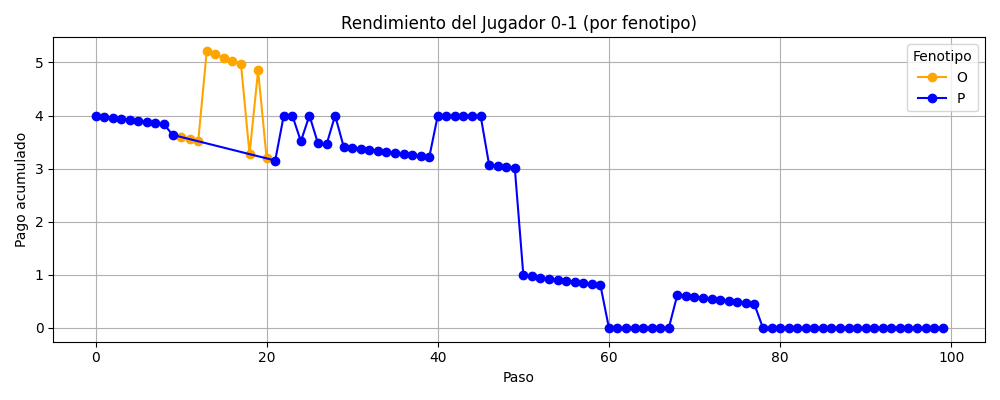 Rendimiento del Jugador 0-1 (por fenotipo)
Pago acumulado
5
4
3
2
1
0
0 20 40 60 80 100
Paso
Fenotipo
O
P